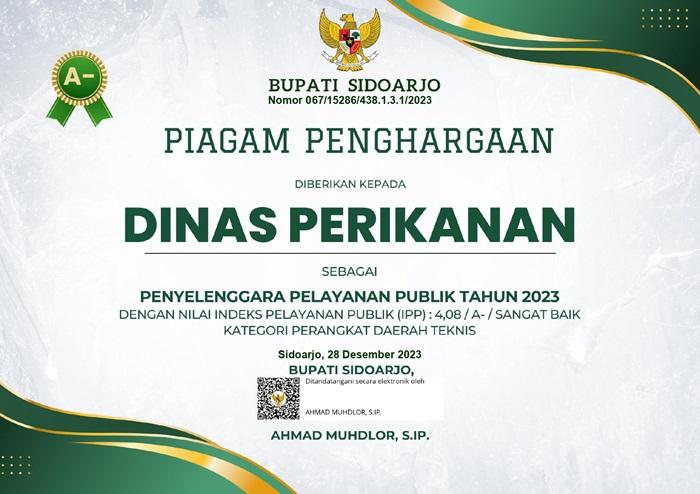 A-
BUPATI SIDOARJO
Nomor 067/15286/438.1.3.1/2023
PIAGAM PENGHARGAAN
DIBERIKAN KEPADA
DINAS PERIKANAN
SEBAGAI
PENYELENGGARA PELAYANAN PUBLIK TAHUN 2023
DENGAN NILAI INDEKS PELAYANAN PUBLIK (IPP) : 4,08 / A- / SANGAT BAIK
KATEGORI PERANGKAT DAERAH TEKNIS
Sidoarjo, 28 Desember 2023
BUPATI SIDOARJO,
Ditandatangani secara elektronik oleh
AHMAD MUHDLOR, S.IP.
AHMAD MUHDLOR, S.IP.